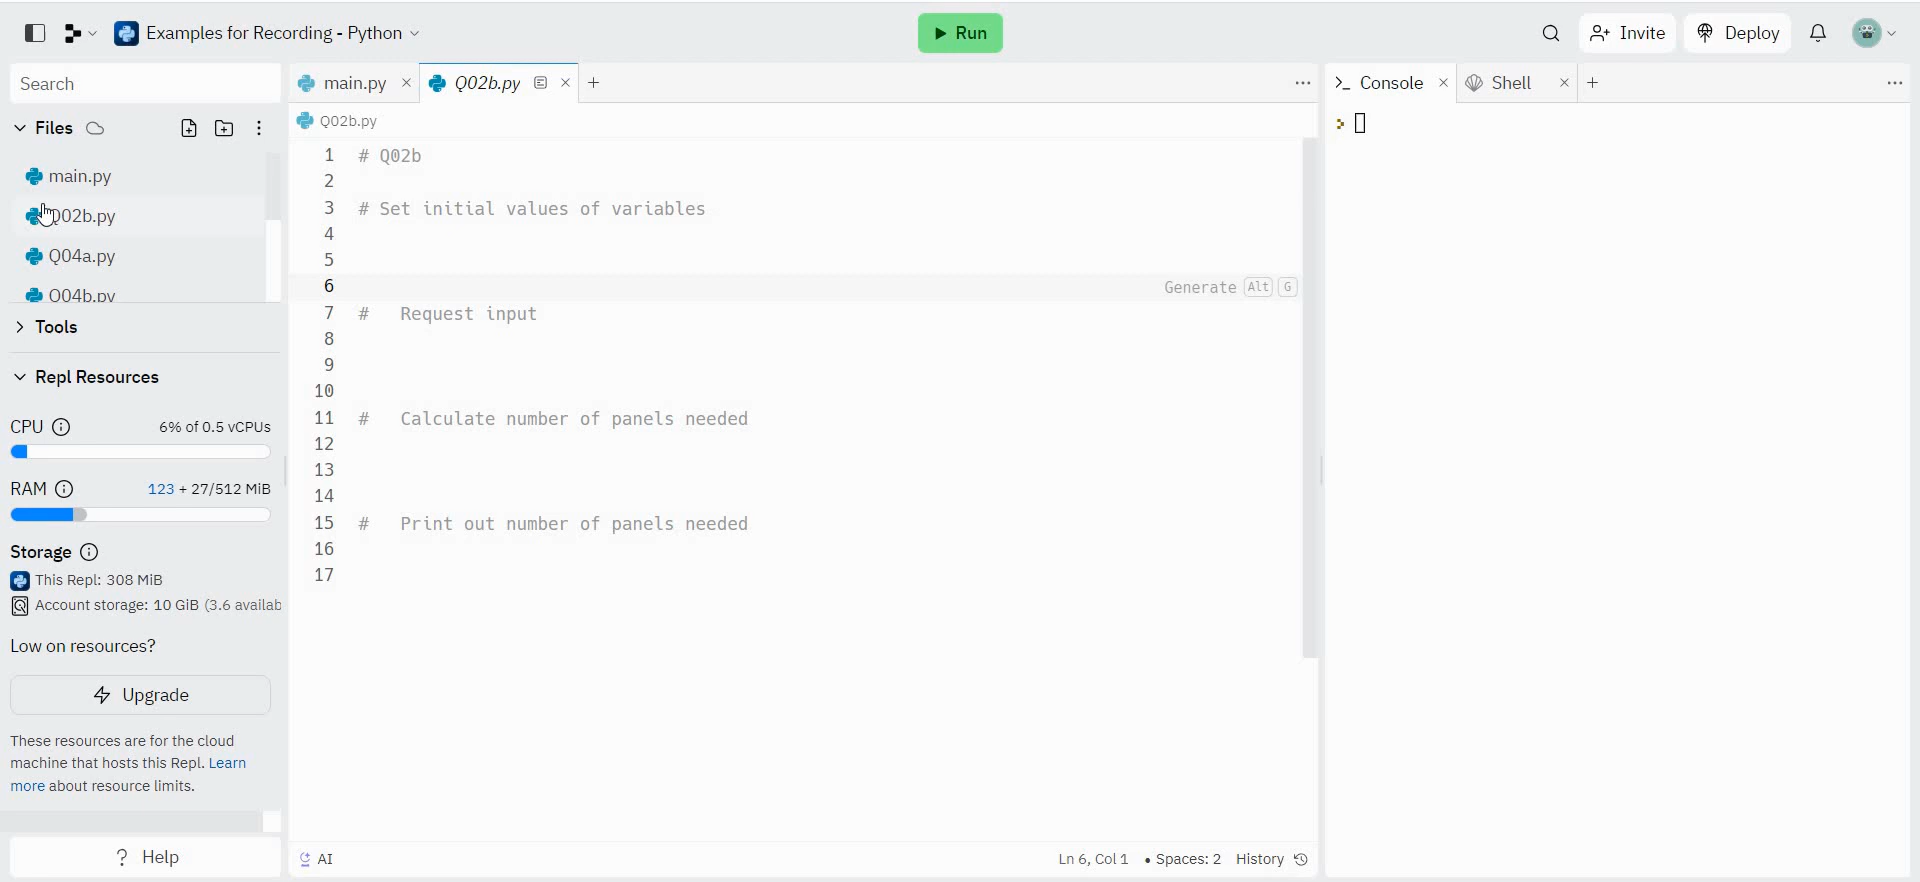 Examples for Recording - Python
Run
Invite
Deploy
Search
Files
main.py
Q02b.py
Q04a.py
Q04b.py
Tools
Repl Resources
CPU 6% of 0.5 vCPUs
RAM 123 + 27/512 MiB
Storage
This Repl: 308 MiB
Account storage: 10 GiB (3.6 availab
Low on resources?
Upgrade
These resources are for the cloud
machine that hosts this Repl. Learn
more about resource limits.
? Help
main.py
Q02b.py
Q02b.py
1 # Q02b
2
3 # Set initial values of variables
4
5
6 Generate Alt G
7 # Request input
8
9
10
11 # Calculate number of panels needed
12
13
14
15 # Print out number of panels needed
16
17
AI
Ln 6, Col 1 • Spaces: 2 History
Console
Shell